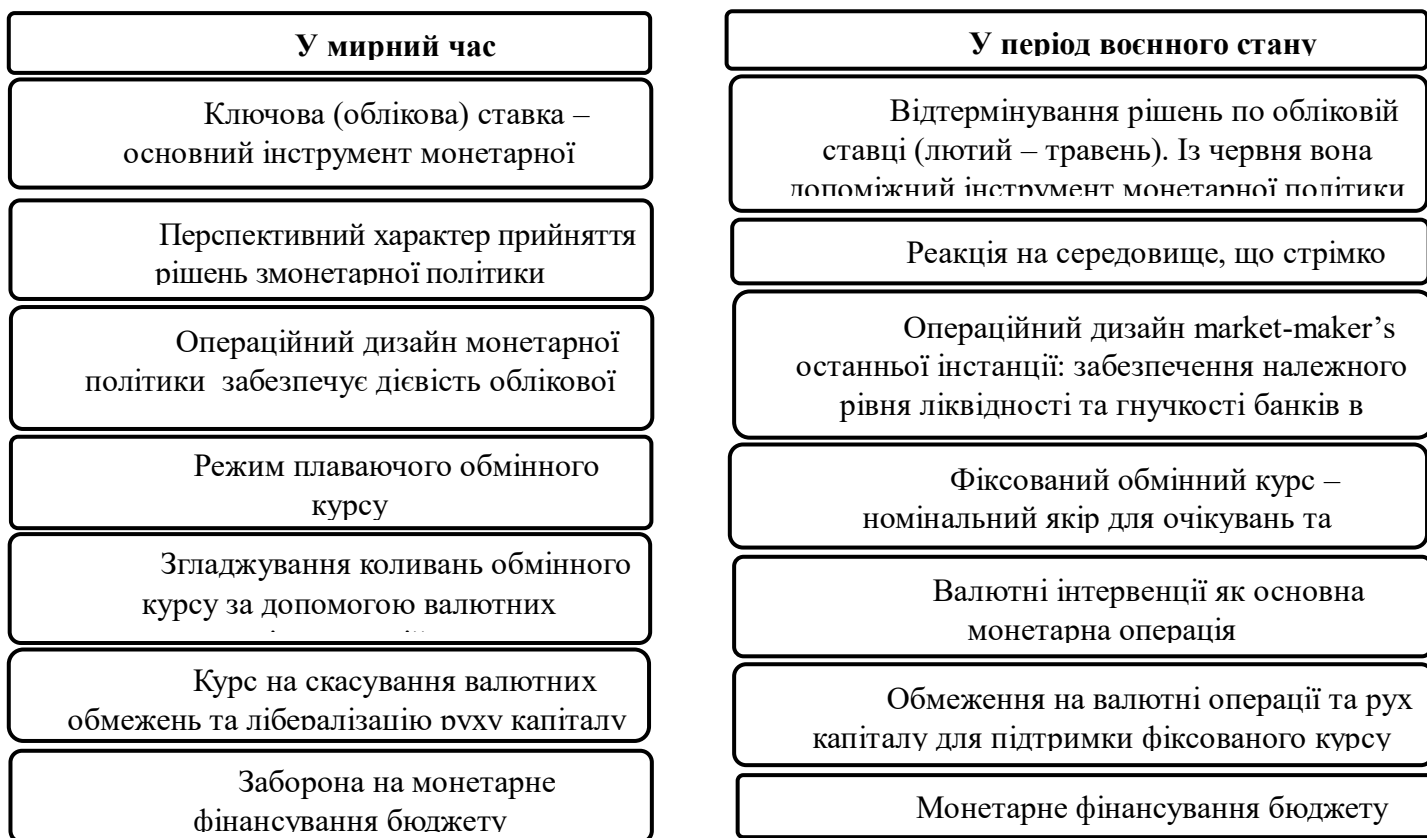 У мирний час
Ключова (облікова) ставка –
основний інструмент монетарної
Перспективний характер прийняття
рішень змонетарної політики
Операційний дизайн монетарної
політики забезпечує дієвість облікової
Режим плаваючого обмінного
курсу
Згладжування коливань обмінного
курсу за допомогою валютних
Курс на скасування валютних
обмежень та лібералізацію руху капіталу
Заборона на монетарне
фінансування бюджету
У період воєнного стану
Відтермінування рішень по обліковій
ставці (лютий – травень). Із червня вона
допоміжний інструмент монетарної політики
Реакція на середовище, що стрімко
Операційний дизайн market-maker’s
останньої інстанції: забезпечення належного
рівня ліквідності та гнучкості банків в
Фіксований обмінний курс –
номінальний якір для очікувань та
Валютні інтервенції як основна
монетарна операція
Обмеження на валютні операції та рух
капіталу для підтримки фіксованого курсу
Монетарне фінансування бюджету